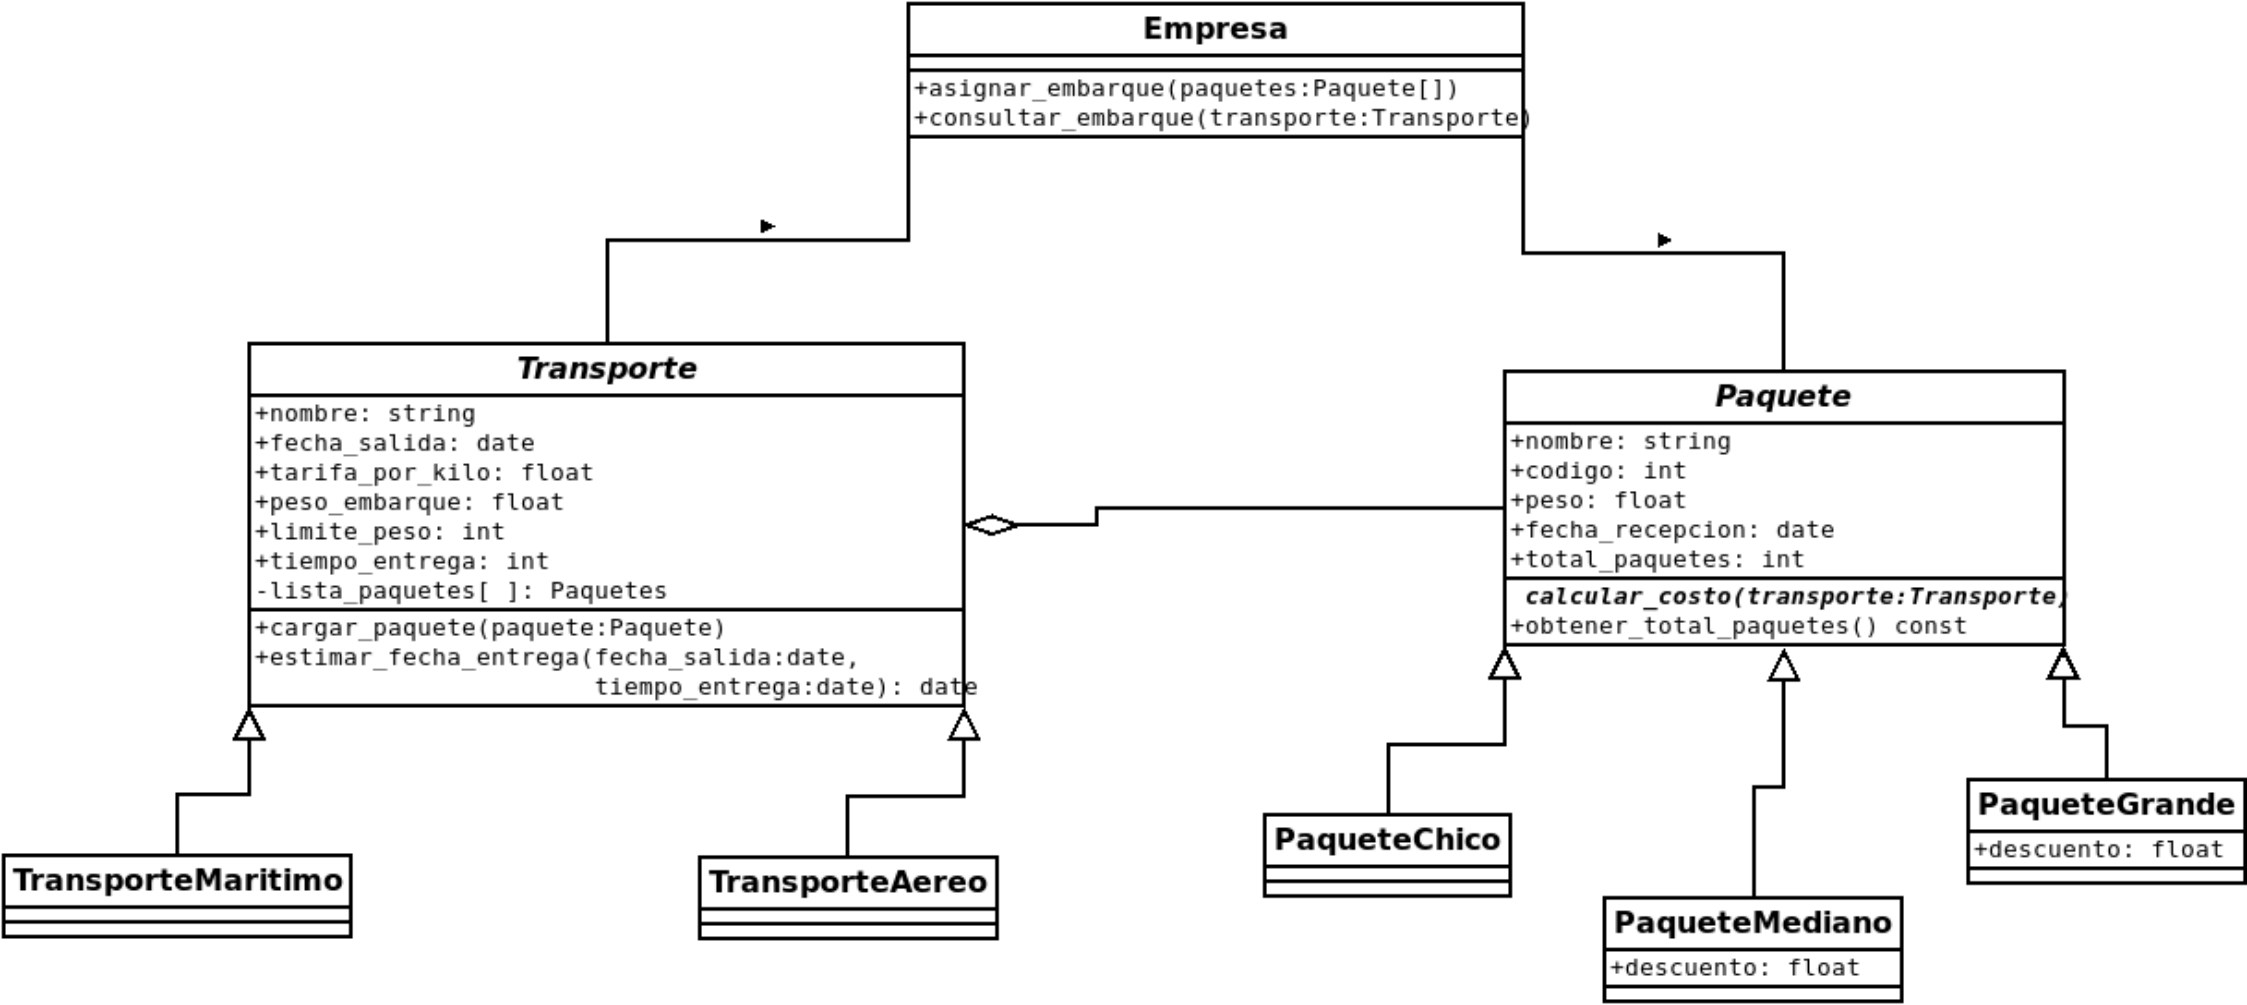 Empresa
+asignar_embarque(paquetes:Paquete[])
+consultar_embarque(transporte:Transporte)
Transporte
+nombre: string
+fecha_salida: date
+tarifa_por_kilo: float
+peso_embarque: float
+limite_peso: int
+tiempo_entrega: int
-lista_paquetes[ ]: Paquetes
+cargar_paquete(paquete:Paquete)
+estimar_fecha_entrega(fecha_salida:date,
tiempo_entrega:date): date
Paquete
+nombre: string
+codigo: int
+peso: float
+fecha_recepcion: date
+total_paquetes: int
calcular_costo(transporte:Transporte)
+obtener_total_paquetes() const
TransporteMaritimo
TransporteAereo
PaqueteChico
PaqueteMediano
+descuento: float
PaqueteGrande
+descuento: float